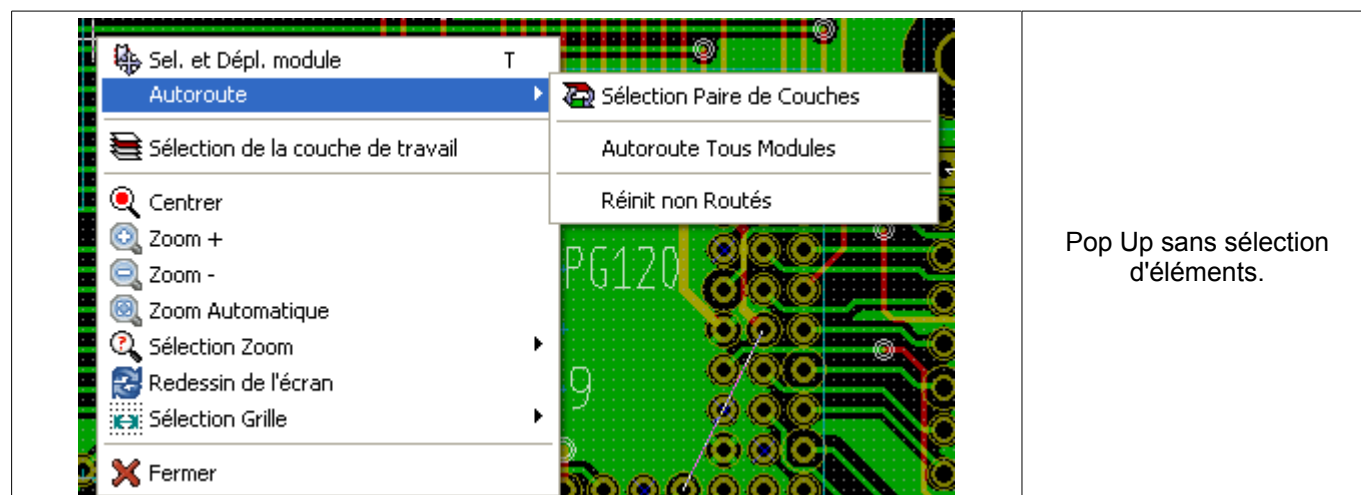 Sel. et Dépl. module T
Autoroute
Sélection de la couche de travail
Centrer
Zoom +
Zoom -
Zoom Automatique
Sélection Zoom
Redessin de l'écran
Sélection Grille
Fermer
Sélection Paire de Couches
Autoroute Tous Modules
Réinit non Routés
PG120
9
Pop Up sans sélection
d'éléments.